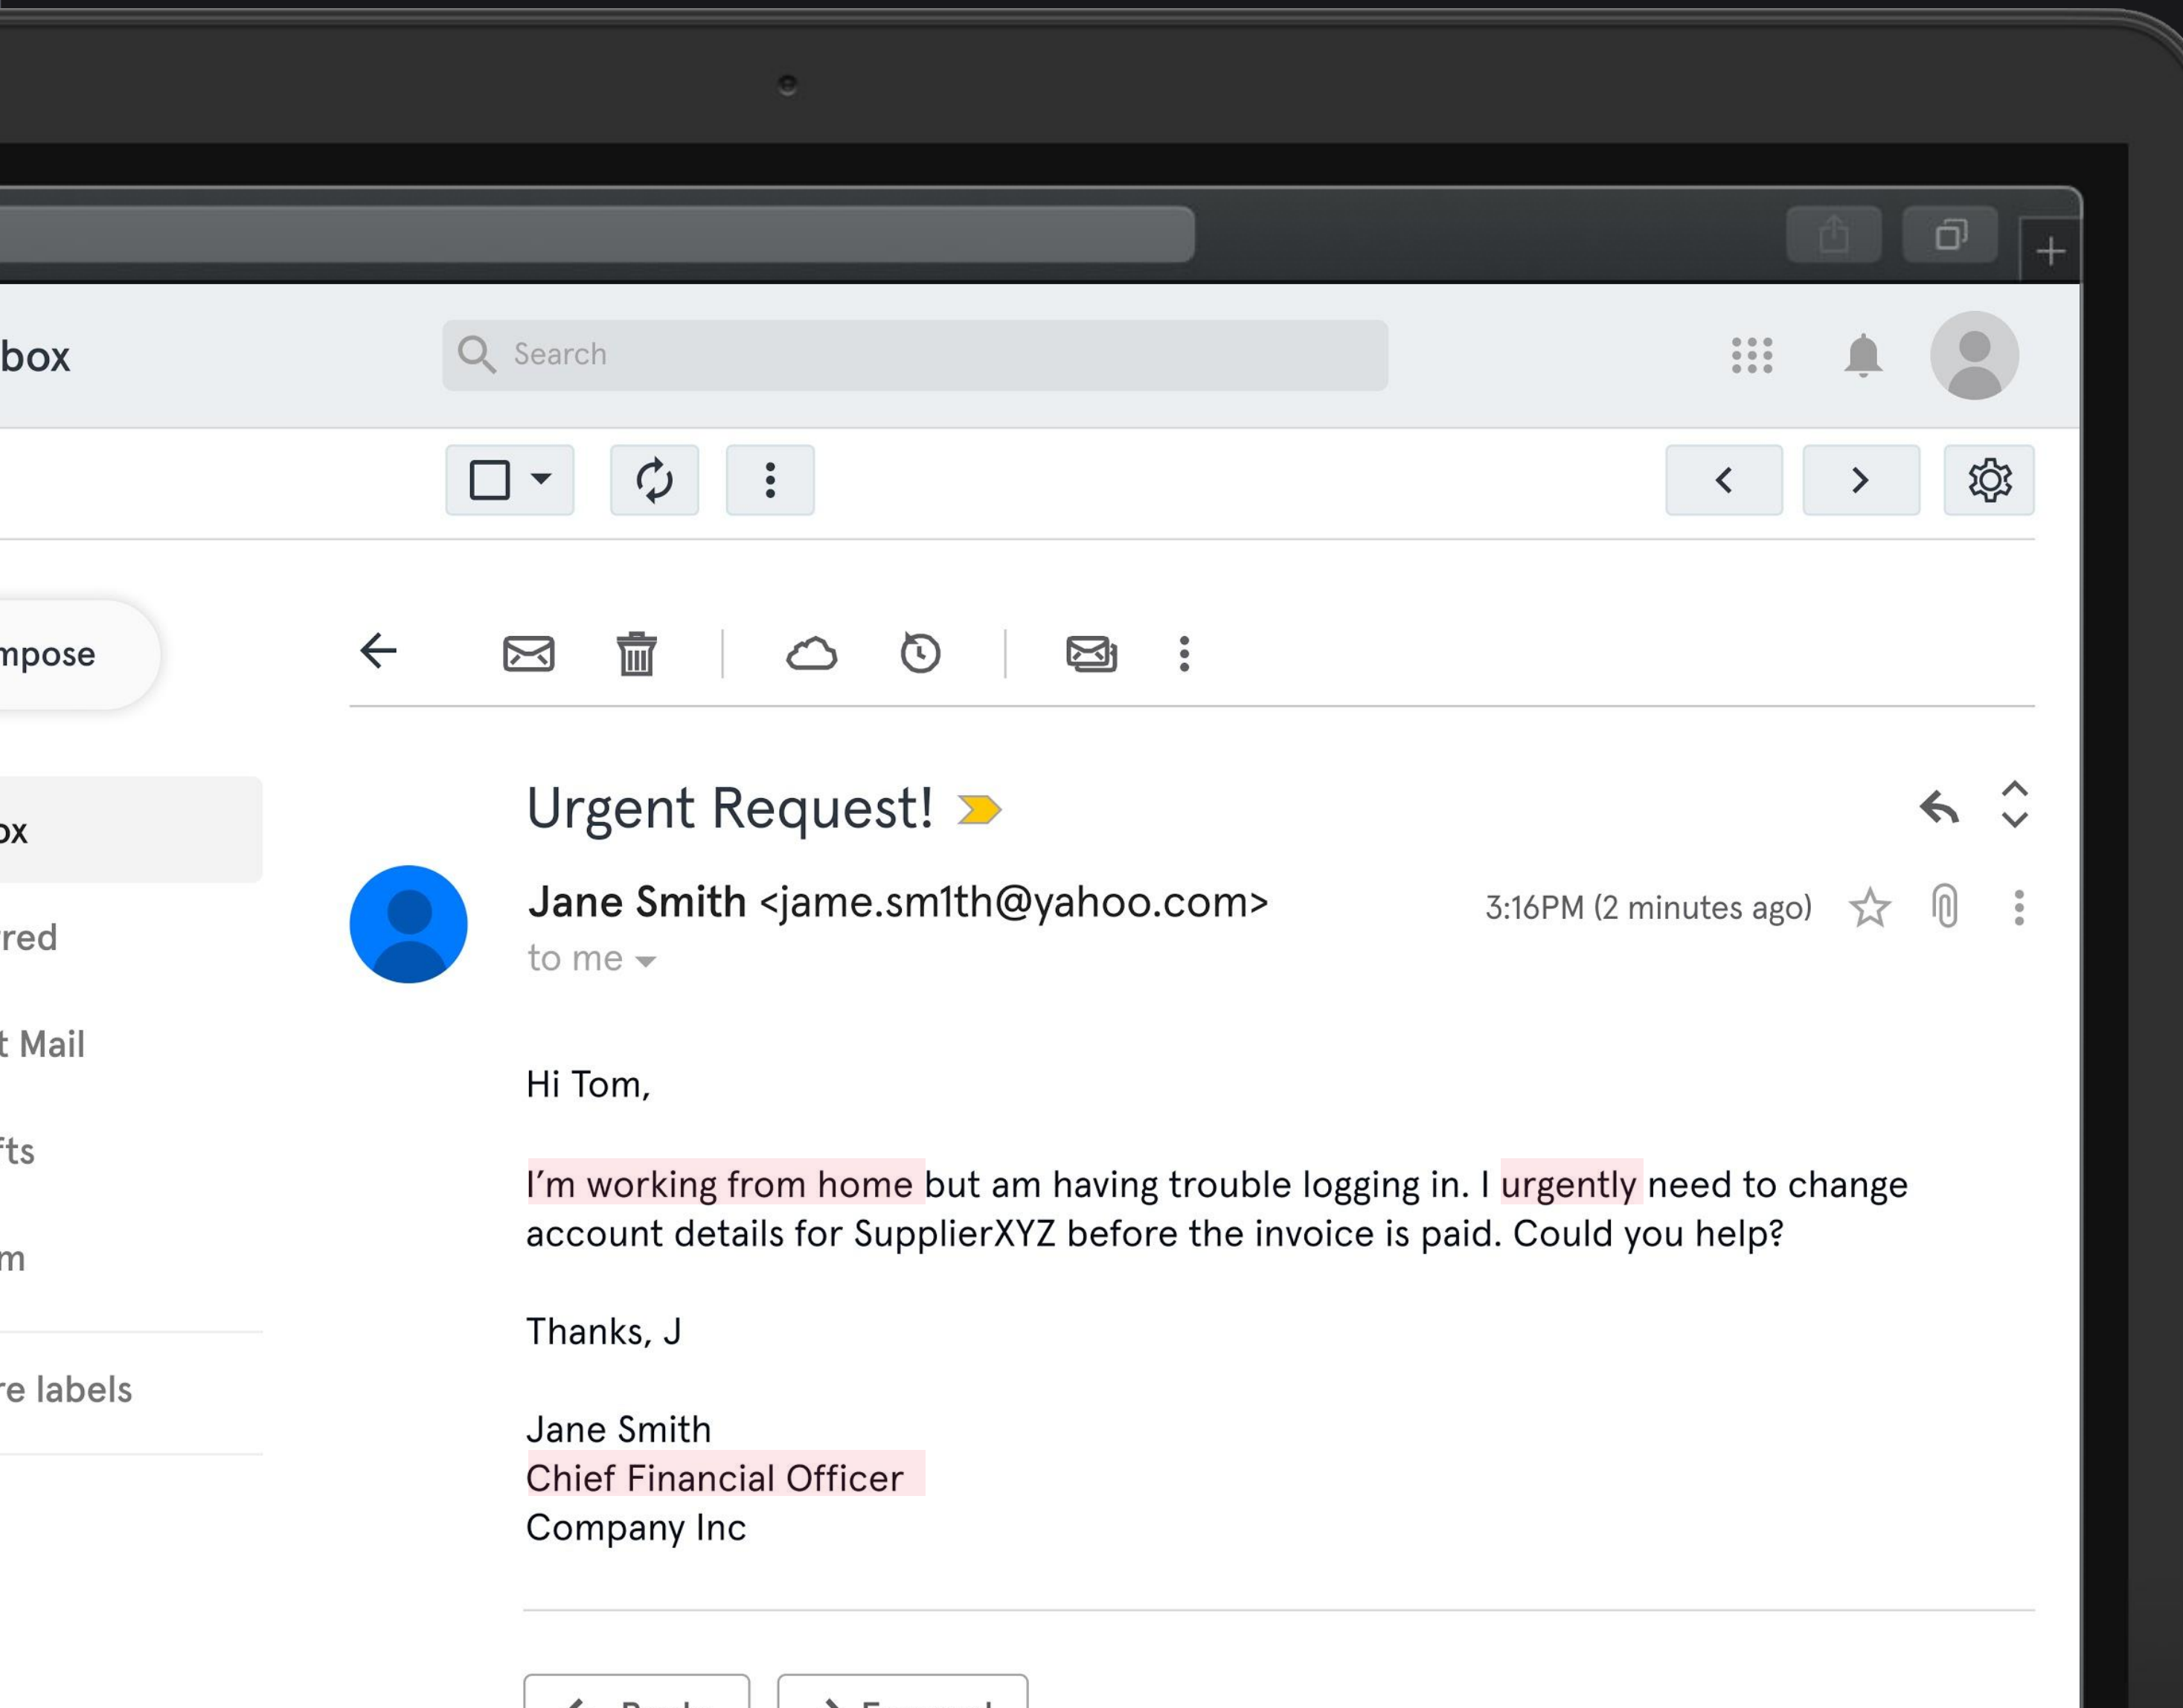 box
Search
mpose
ox
rred
t Mail
fts
m
re labels
Urgent Request!
Jane Smith <jame.sm1th@yahoo.com>
3:16PM (2 minutes ago)
to me
Hi Tom,
I’m working from home but am having trouble logging in. I urgently need to change
account details for SupplierXYZ before the invoice is paid. Could you help?
Thanks, J
Jane Smith
Chief Financial Officer
Company Inc